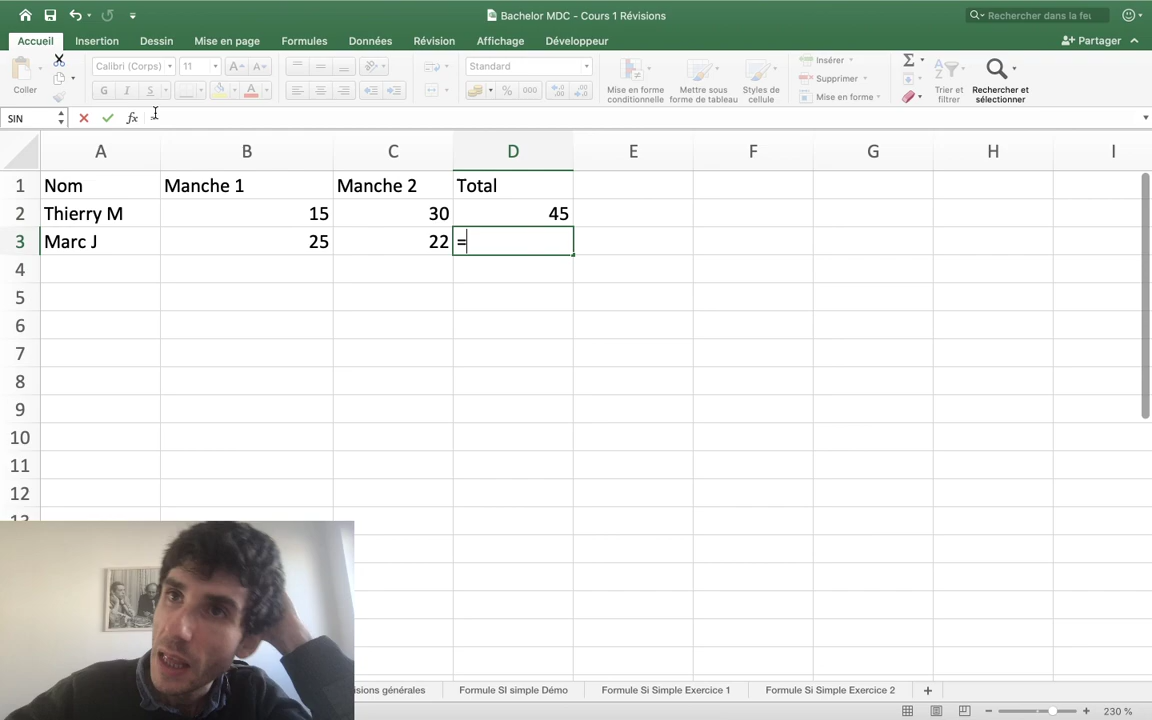 Bachelor MDC - Cours 1 Révisions
Rechercher dans la feu
Accueil Insertion Dessin Mise en page Formules Données Révision Affichage Développeur
Partager
Coller
Calibri (Corps) 11
G I S
Standard
% 000
Mise en forme conditionnelle
Mettre sous forme de tableau
Styles de cellule
Insérer
Supprimer
Mise en forme
Trier et filtrer
Rechercher et sélectionner
SIN fx =
A B C D E F G H I
1 Nom Manche 1 Manche 2 Total
2 Thierry M 15 30 45
3 Marc J 25 22 =
4
5
6
7
8
9
10
11
12
isions générales Formule SI simple Démo Formule Si Simple Exercice 1 Formule Si Simple Exercice 2 +
230 %